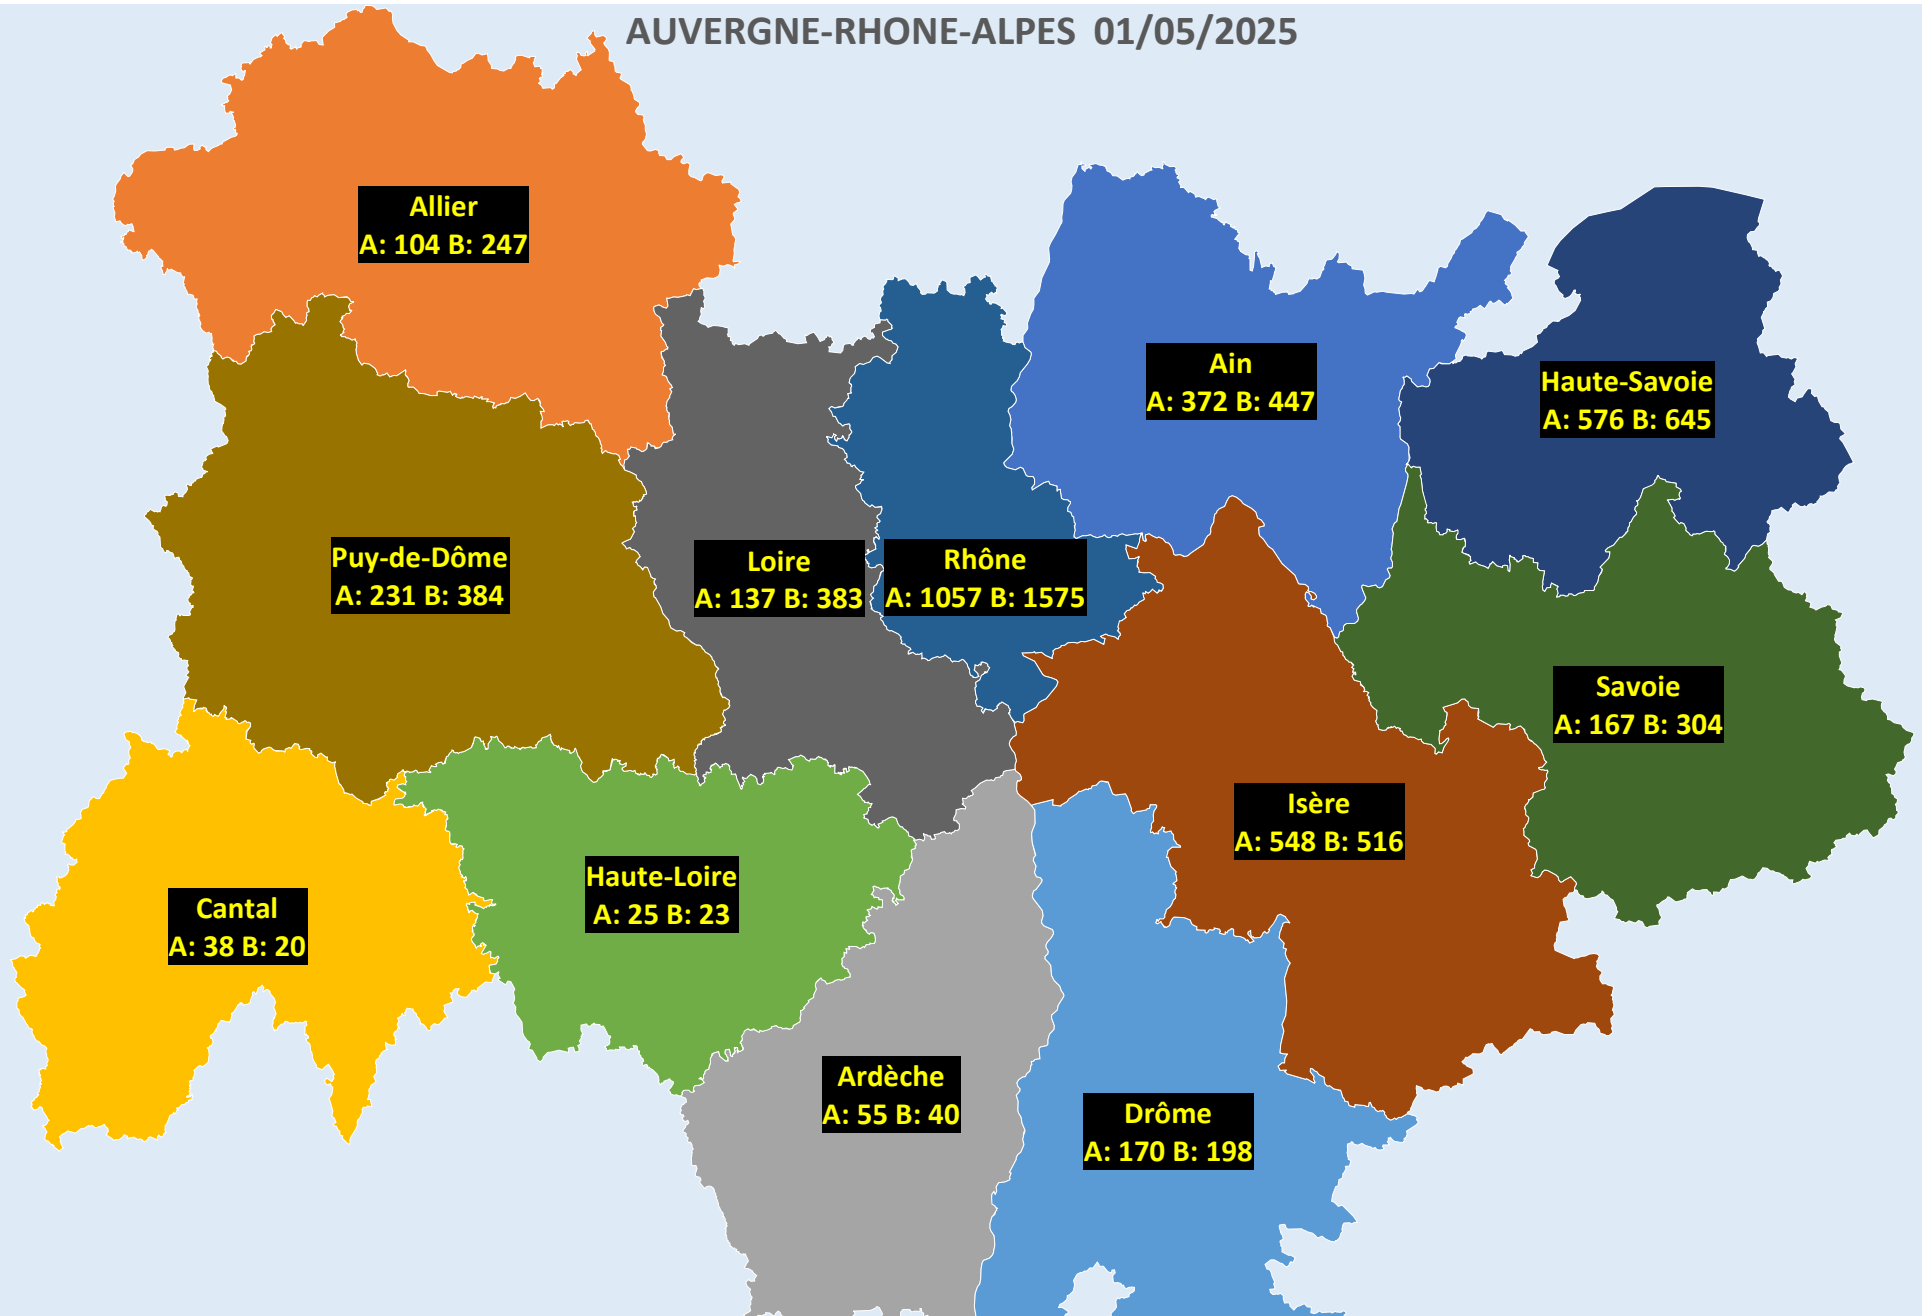 AUVERGNE-RHONE-ALPES 01/05/2025
Allier
A: 104 B: 247
Ain
A: 372 B: 447
Haute-Savoie
A: 576 B: 645
Puy-de-Dôme
A: 231 B: 384
Loire
A: 137 B: 383
Rhône
A: 1057 B: 1575
Savoie
A: 167 B: 304
Isère
A: 548 B: 516
Haute-Loire
A: 25 B: 23
Cantal
A: 38 B: 20
Ardèche
A: 55 B: 40
Drôme
A: 170 B: 198